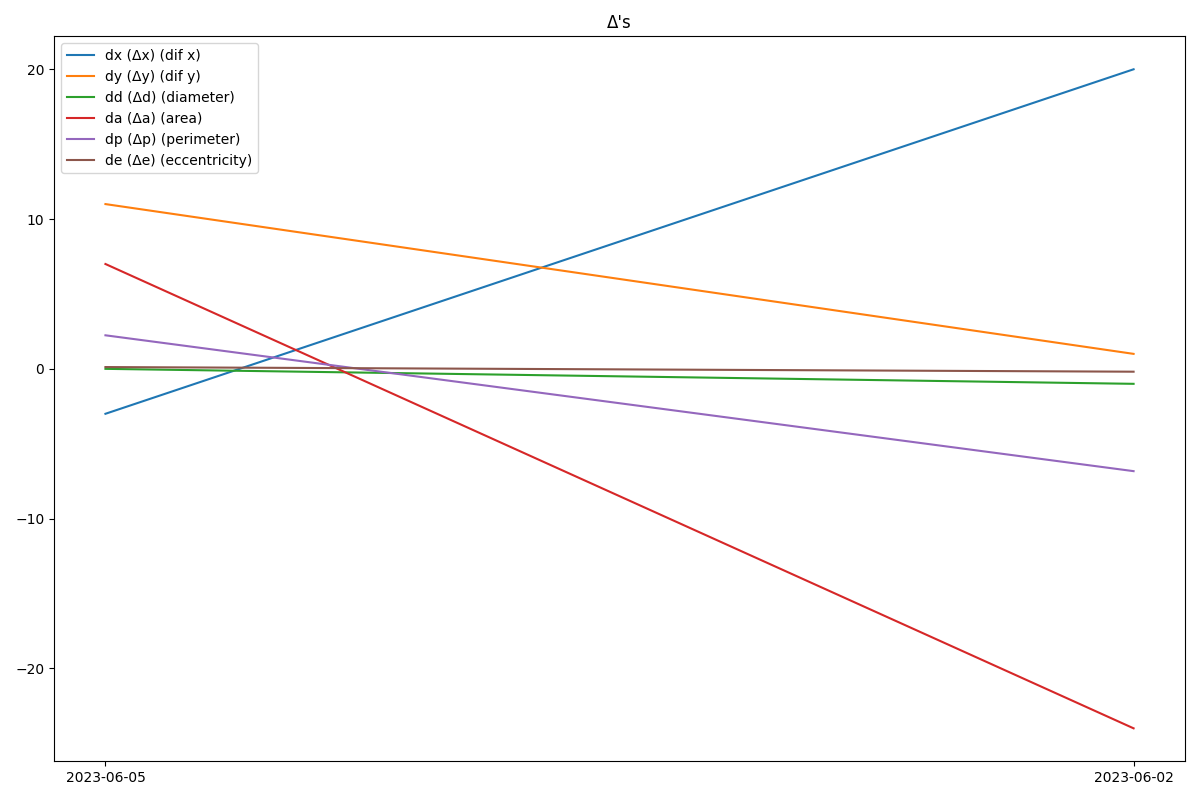 Δ's
dx (Δx) (dif x)
dy (Δy) (dif y)
dd (Δd) (diameter)
da (Δa) (area)
dp (Δp) (perimeter)
de (Δe) (eccentricity)
20
10
0
−10
−20
2023-06-05
2023-06-02